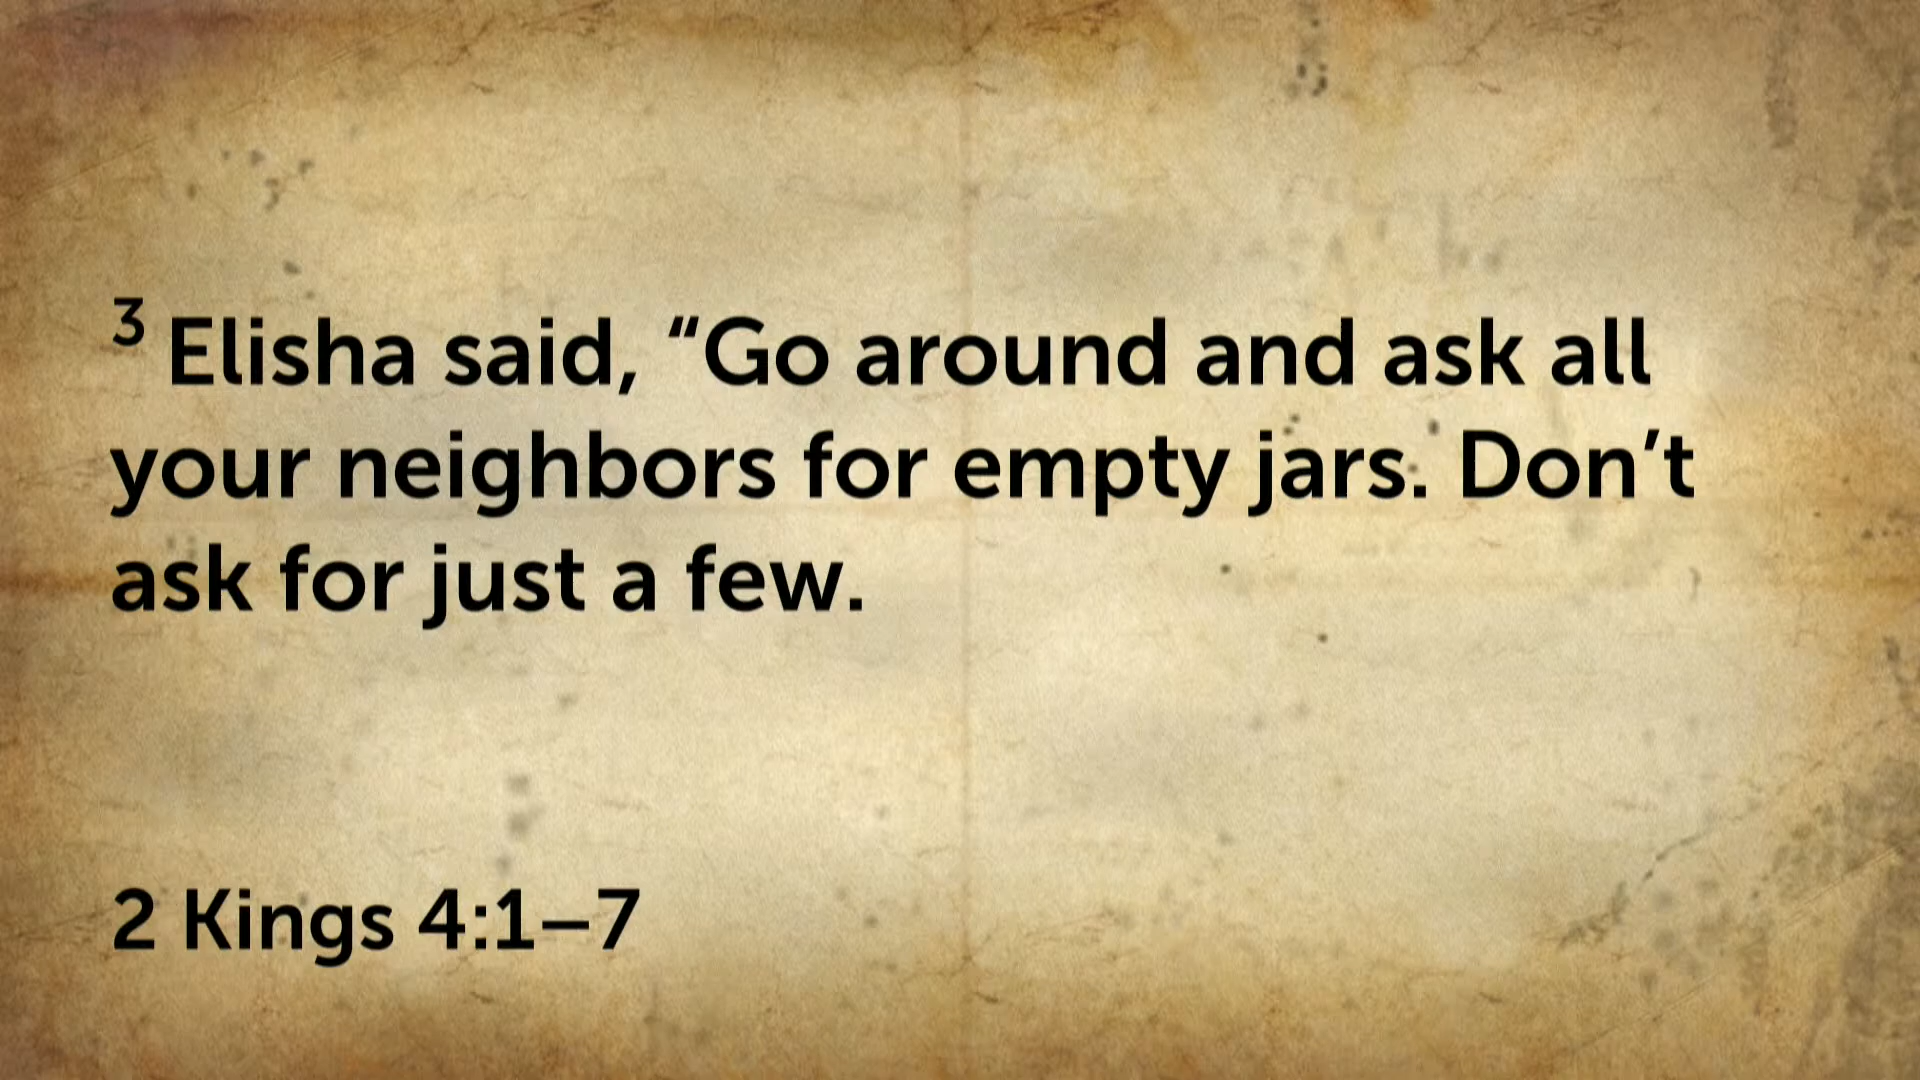 3 Elisha said, “Go around and ask all
your neighbors for empty jars. Don’t
ask for just a few.
2 Kings 4:1–7